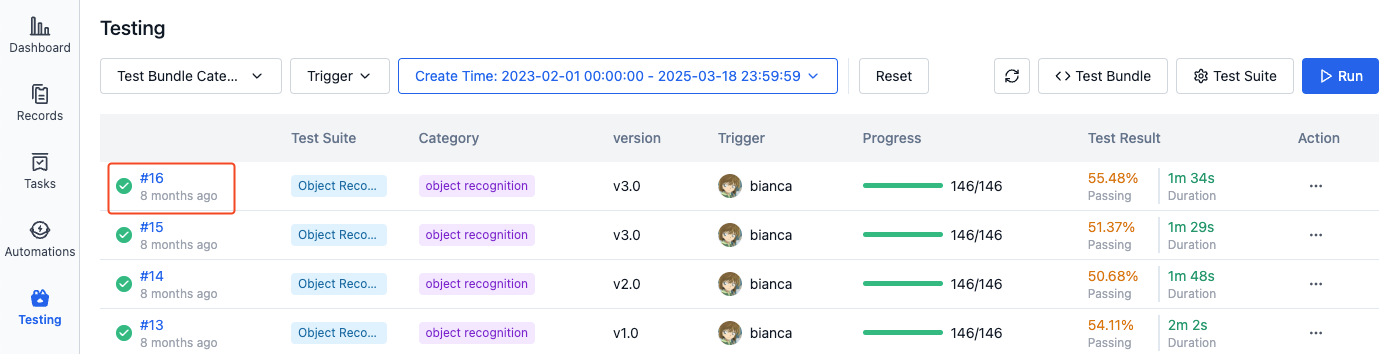 Testing
Dashboard
Records
Tasks
Automations
Testing
Test Bundle Cate... Trigger Create Time: 2023-02-01 00:00:00 - 2025-03-18 23:59:59 Reset Test Bundle Test Suite Run
Test Suite Category version Trigger Progress Test Result Action
#16 Object Reco... object recognition v3.0 bianca 146/146 55.48% 1m 34s ...
8 months ago Passing Duration
#15 Object Reco... object recognition v3.0 bianca 146/146 51.37% 1m 29s ...
8 months ago Passing Duration
#14 Object Reco... object recognition v2.0 bianca 146/146 50.68% 1m 48s ...
8 months ago Passing Duration
#13 Object Reco... object recognition v1.0 bianca 146/146 54.11% 2m 2s ...
8 months ago Passing Duration